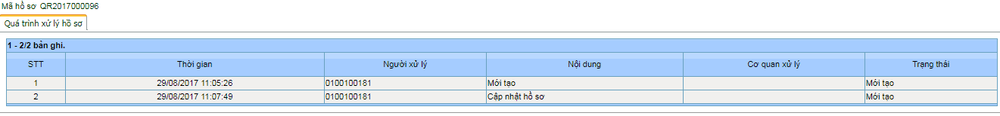 Mã hồ sơ QR2017000096
Quá trình xử lý hồ sơ
1 - 2/2 bản ghi.
STT Thời gian Người xử lý Nội dung Cơ quan xử lý Trạng thái
1 29/08/2017 11:05:26 0100100181 Mới tạo Mới tạo
2 29/08/2017 11:07:49 0100100181 Cập nhật hồ sơ Mới tạo